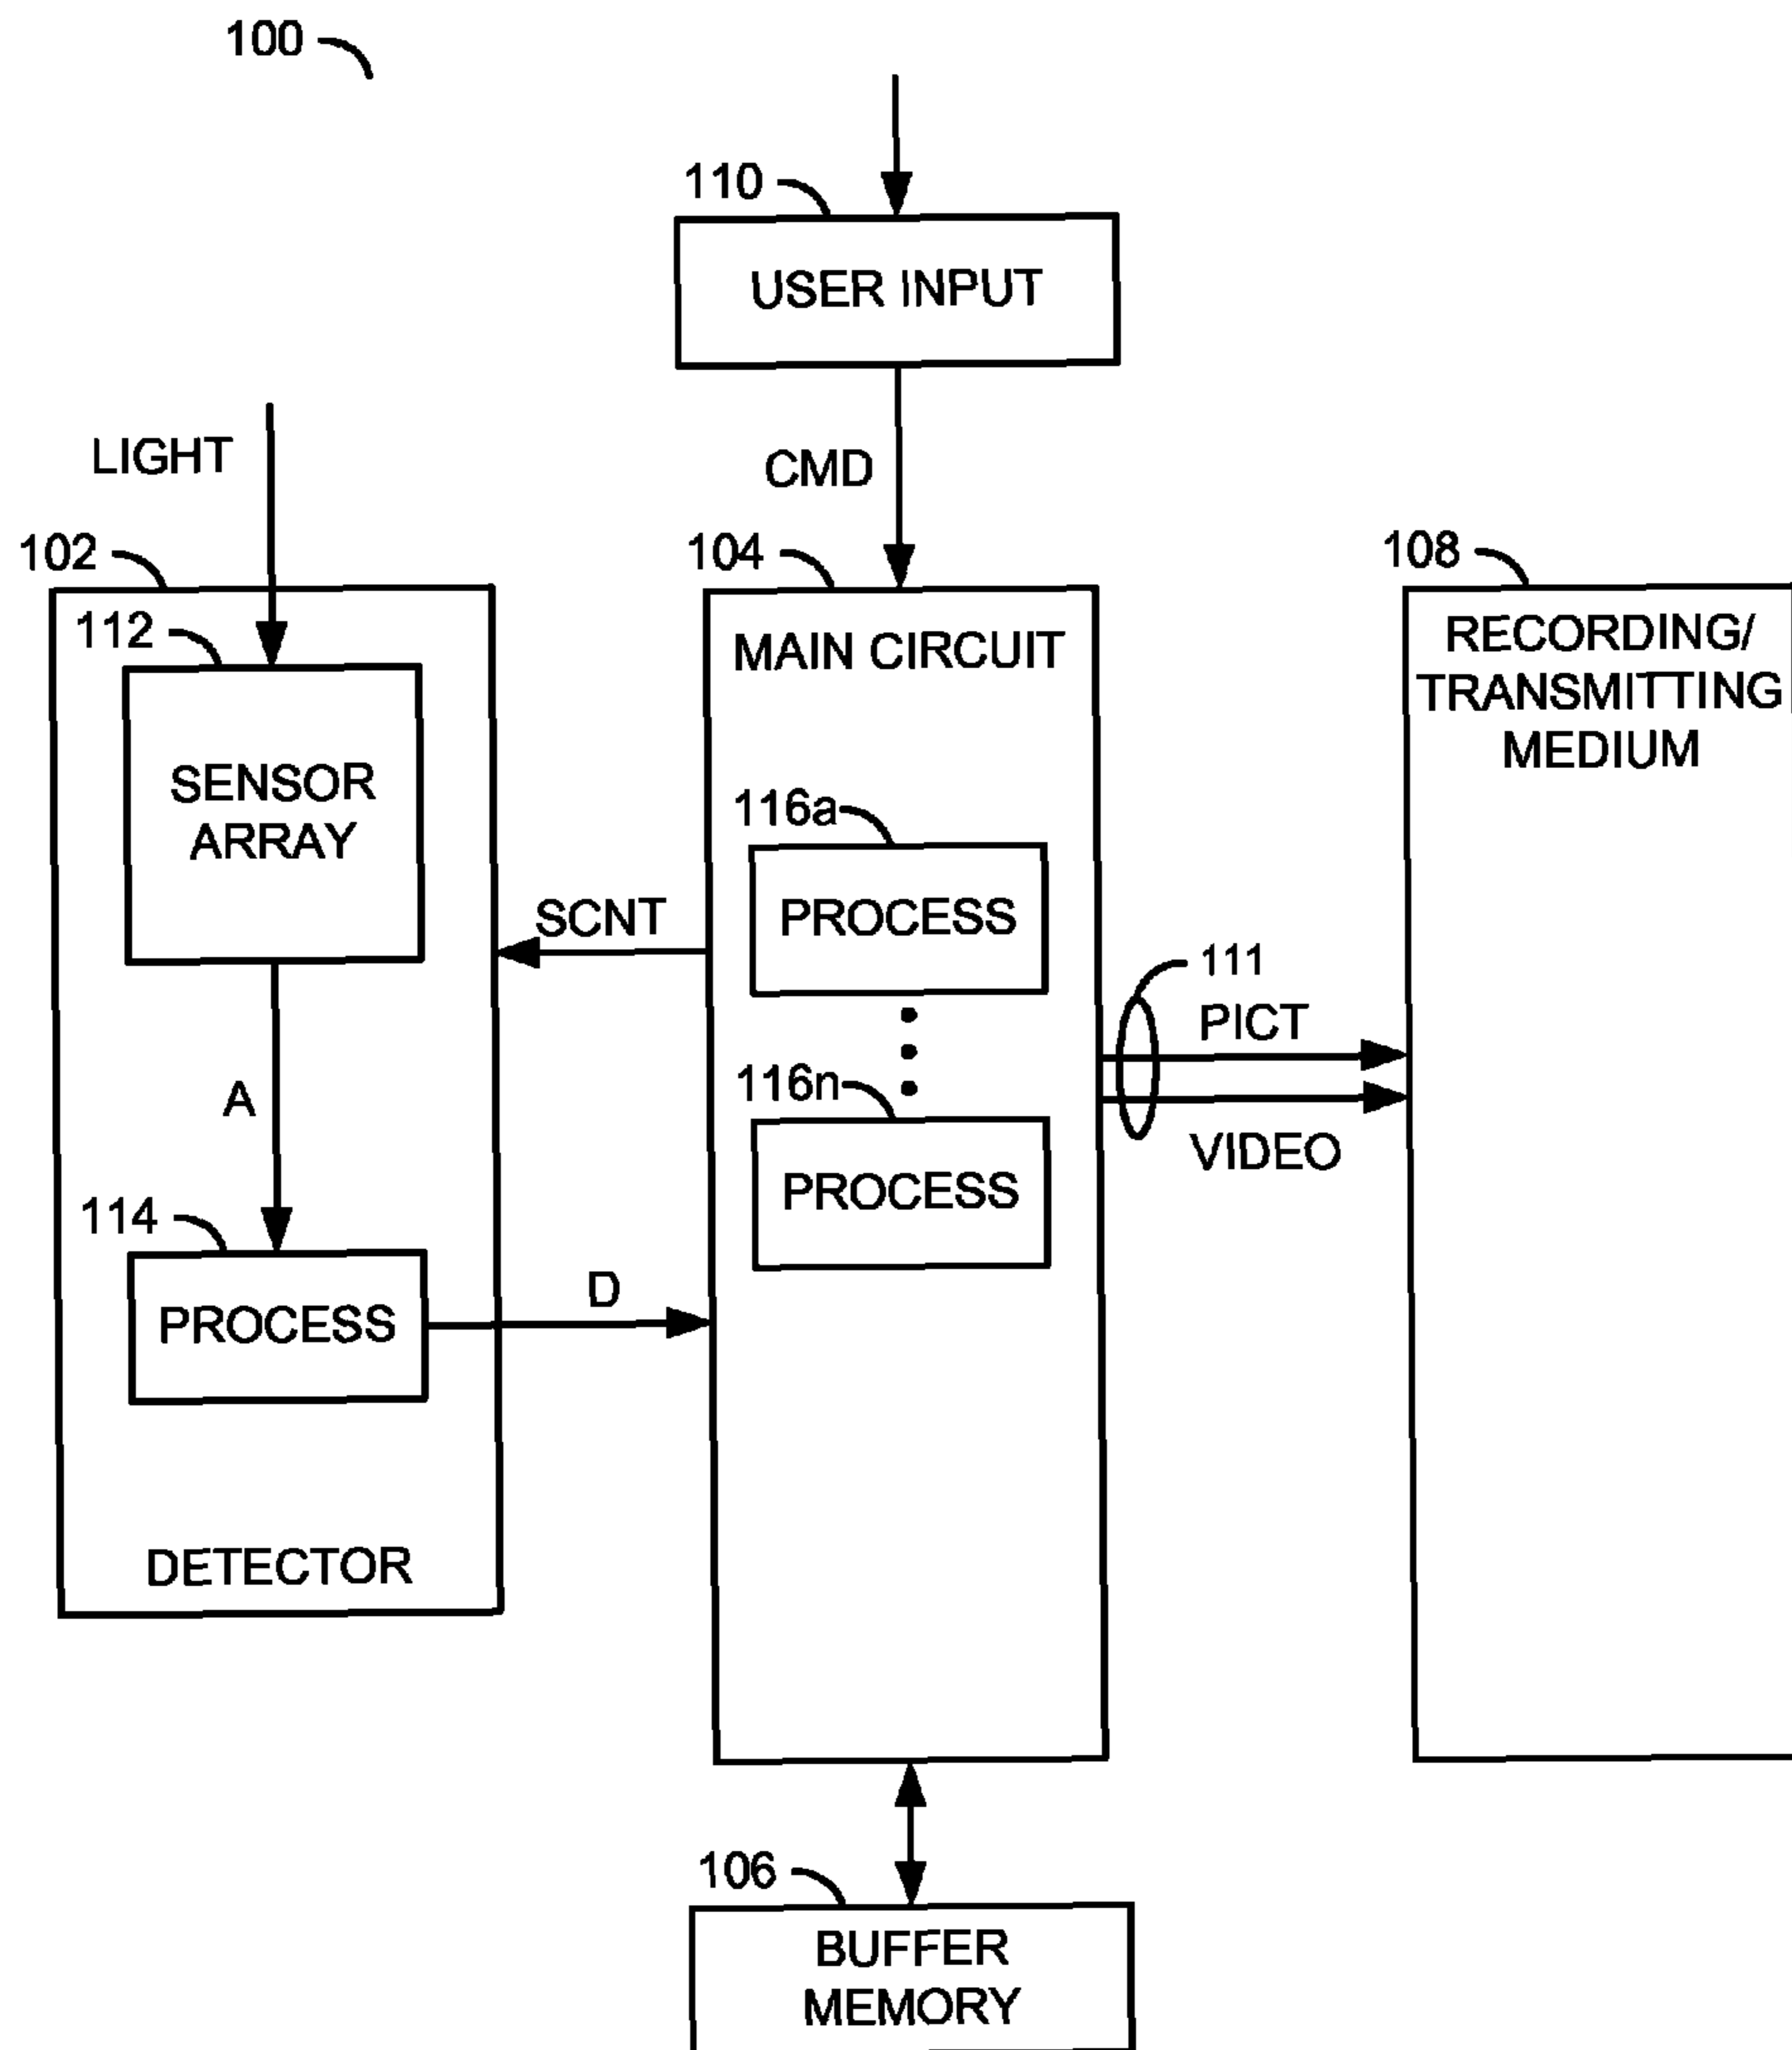 100
110
USER INPUT
LIGHT
CMD
102
104
108
112
MAIN CIRCUIT
RECORDING/
TRANSMITTING
MEDIUM
SENSOR
ARRAY
116a
PROCESS
SCNT
111
PICT
A
116n
VIDEO
PROCESS
114
PROCESS
D
DETECTOR
106
BUFFER
MEMORY